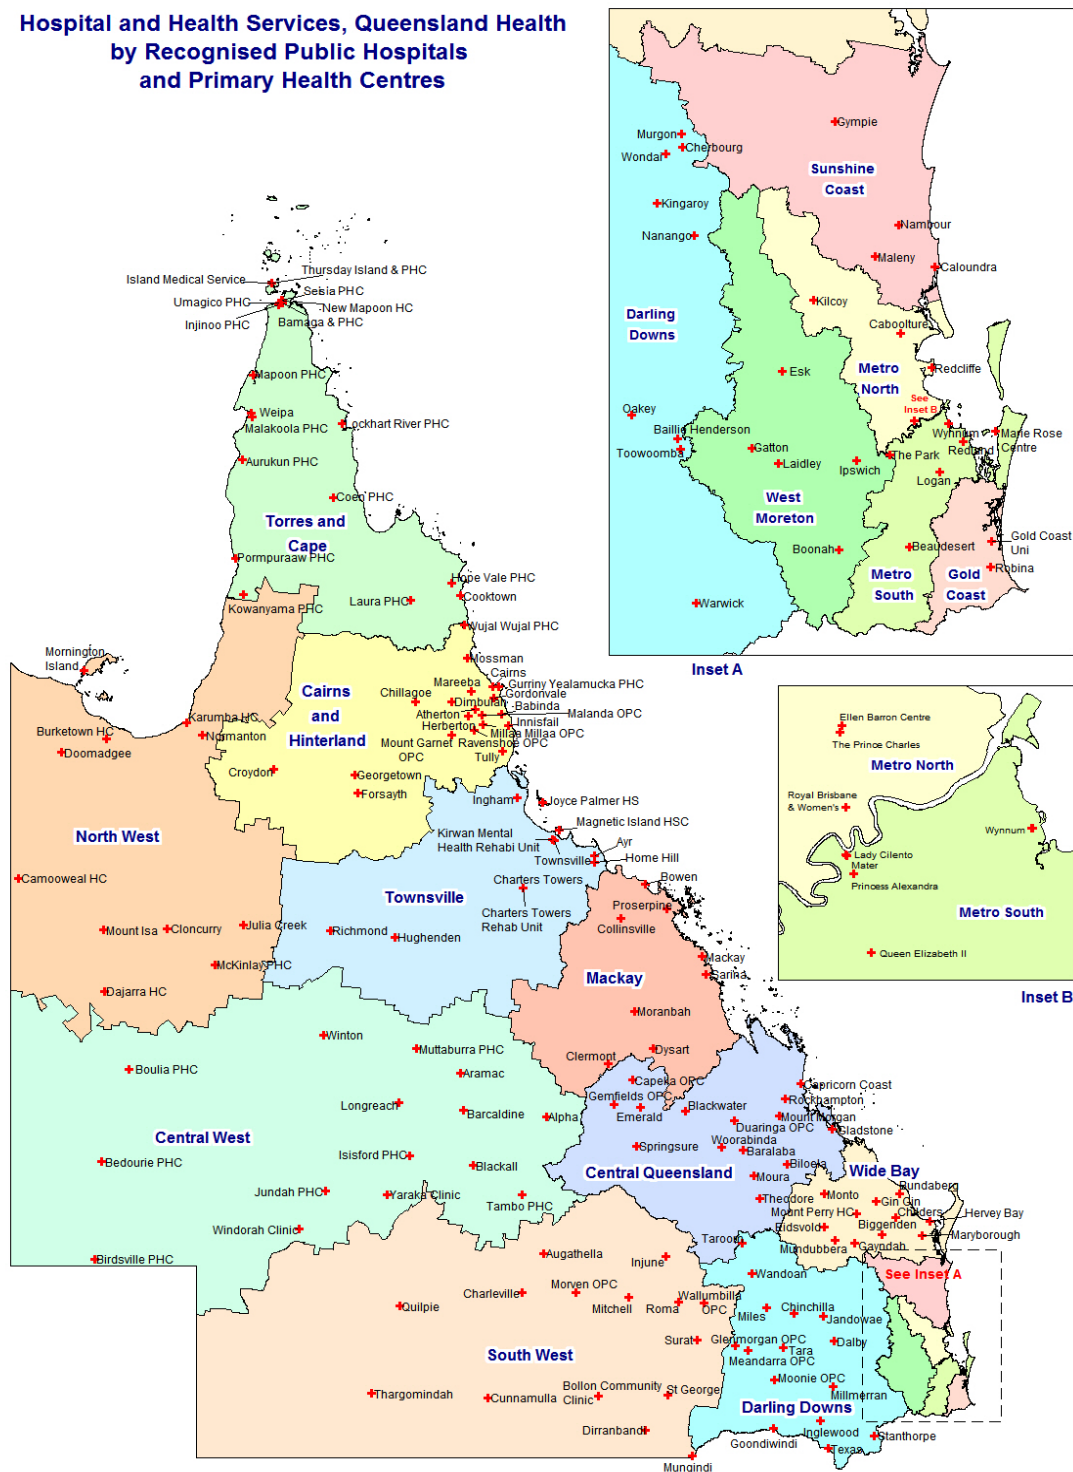 Hospital and Health Services, Queensland Health
by Recognised Public Hospitals
and Primary Health Centres
Island Medical Service
Thursday Island & PHC
Seisia PHC
Umagico PHC
New Mapoon HC
Injinoo PHC
Bamaga & PHC
Mapoon PHC
Weipa
Malakoola PHC
Lockhart River PHC
Aurukun PHC
Coen PHC
Torres and
Cape
Pormpuraaw PHC
Hope Vale PHC
Kowanyama PHC
Laura PHC
Cooktown
Wujal Wujal PHC
Mornington
Island
Mossman
Cairns
Mareeba
Gurriny Yealamucka PHC
Cairns
and
Hinterland
Chillagoe
Dimbulah
Gordonvale
Babinda
Atherton
Malanda OPC
Herberton
Innisfail
Millaa Millaa OPC
Mount Garnet
OPC
Ravenshoe OPC
Tully
Karumba HC
Burketown HC
Normanton
Doomadgee
Croydon
Georgetown
Forsayth
Ingham
Joyce Palmer HS
Magnetic Island HSC
North West
Kirwan Mental
Health Rehabi Unit
Ayr
Townsville
Home Hill
Camooweal HC
Charters Towers
Bowen
Townsville
Charters Towers
Rehab Unit
Proserpine
Collinsville
Mount Isa
Cloncurry
Julia Creek
Richmond
Hughenden
McKinlay PHC
Mackay
Sarina
Mackay
Dajarra HC
Moranbah
Winton
Muttaburra PHC
Clermont
Dysart
Boulia PHC
Aramac
Capeka OPC
Capricorn Coast
Gemfields OPC
Rockhampton
Longreach
Barcaldine
Alpha
Emerald
Blackwater
Mount Morgan
Duaringa OPC
Gladstone
Central West
Springsure
Woorabinda
Baralaba
Isisford PHC
Blackall
Central Queensland
Biloela
Wide Bay
Bedourie PHC
Moura
Jundah PHC
Yaraka Clinic
Tambo PHC
Theodore
Monto
Bundaberg
Gin Gin
Mount Perry HC
Childers
Hervey Bay
Windorah Clinic
Eidsvold
Biggenden
Maryborough
Taroom
Mundubbera
Gayndah
Birdsville PHC
Augathella
Injune
Wandoan
See Inset A
Charleville
Morven OPC
Mitchell
Roma
Wallumbilla
OPC
Quilpie
Miles
Chinchilla
Jandowae
Surat
Glenmorgan OPC
Tara
Dalby
Meandarra OPC
South West
Moonie OPC
Millmerran
Thargomindah
Cunnamulla
Bollon Community
Clinic
St George
Darling Downs
Dirranbandi
Inglewood
Goondiwindi
Stanthorpe
Texas
Mungindi
Gympie
Murgon
Cherbourg
Wondai
Sunshine
Coast
Kingaroy
Nambour
Nanango
Maleny
Caloundra
Kilcoy
Darling
Downs
Caboolture
Esk
Metro
North
Redcliffe
See
Inset B
Oakey
Baillie Henderson
Wynnum
Marie Rose
Centre
Toowoomba
Gatton
Redland
The Park
Laidley
Ipswich
Logan
West
Moreton
Boonah
Beaudesert
Gold Coast
Uni
Robina
Metro
South
Gold
Coast
Warwick
Inset A
Ellen Barron Centre
The Prince Charles
Metro North
Royal Brisbane
& Women's
Wynnum
Lady Cilento
Mater
Princess Alexandra
Metro South
Queen Elizabeth II
Inset B